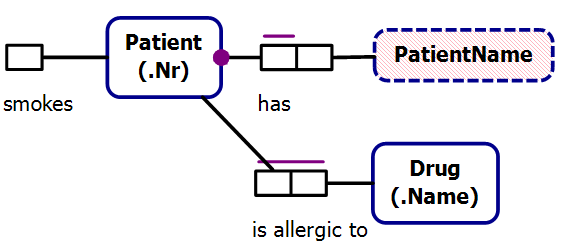 Patient
(.Nr)
PatientName
smokes
has
Drug
(.Name)
is allergic to